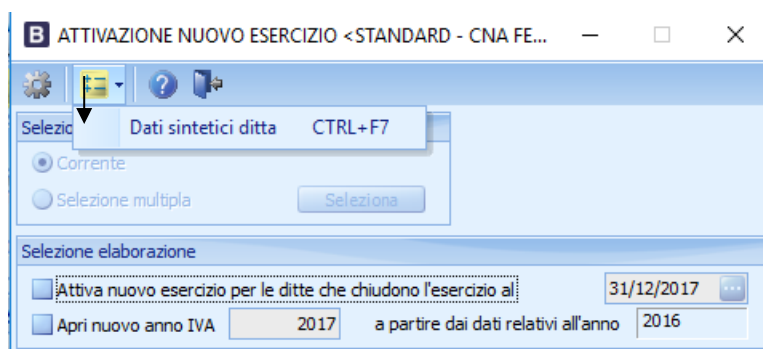 B ATTIVAZIONE NUOVO ESERCIZIO <STANDARD - CNA FE...
Dati sintetici ditta CTRL+F7
Corrente
Selezione multipla Seleziona
Selezione elaborazione
Attiva nuovo esercizio per le ditte che chiudono l'esercizio al 31/12/2017
Apri nuovo anno IVA 2017 a partire dai dati relativi all'anno 2016